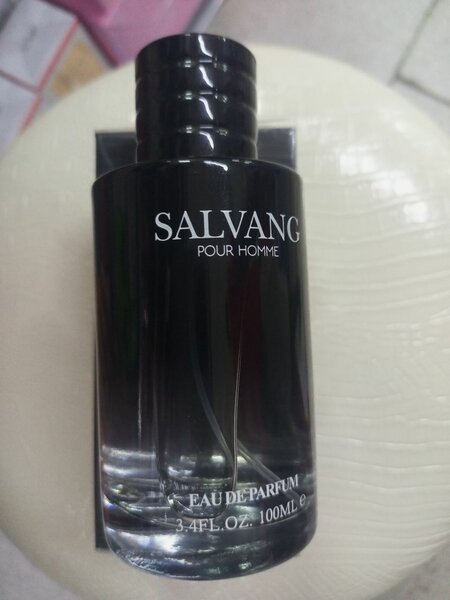 SALVANG
POUR HOMME
EAU DE PARFUM
3.4FL.OZ. 100ML ℮